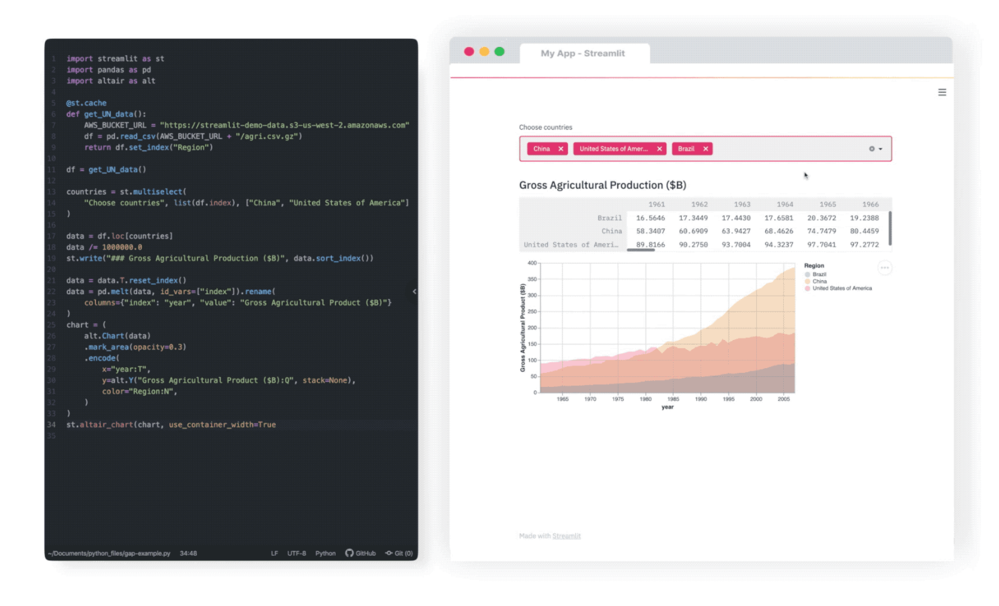 1 import streamlit as st
2 import pandas as pd
3 import altair as alt
4
5 @st.cache
6 def get_UN_data():
7 AWS_BUCKET_URL = "https://streamlit-demo-data.s3-us-west-2.amazonaws.com"
8 df = pd.read_csv(AWS_BUCKET_URL + "/agri.csv.gz")
9 return df.set_index("Region")
10
11 df = get_UN_data()
12
13 countries = st.multiselect(
14 "Choose countries", list(df.index), ["China", "United States of America"]
15 )
16
17 data = df.loc[countries]
18 data /= 1000000.0
19 st.write("### Gross Agricultural Production ($B)", data.sort_index())
20
21 data = data.T.reset_index()
22 data = pd.melt(data, id_vars=["index"]).rename(
23 columns={"index": "year", "value": "Gross Agricultural Product ($B)"}
24 )
25 chart = (
26 alt.Chart(data)
27 .mark_area(opacity=0.3)
28 .encode(
29 x="year:T",
30 y=alt.Y("Gross Agricultural Product ($B):Q", stack=None),
31 color="Region:N",
32 )
33 )
34 st.altair_chart(chart, use_container_width=True
35
~/Documents/python_files/gap-example.py 34:48 LF UTF-8 Python GitHub Git (0)
My App - Streamlit
Choose countries
China United States of Amer... Brazil
Gross Agricultural Production ($B)
1961 1962 1963 1964 1965 1966
Brazil 16.5646 17.3449 17.4430 17.6581 20.3672 19.2388
China 58.3407 60.6909 63.9427 68.4626 74.7479 80.4459
United States of Ameri… 89.8166 90.2750 93.7004 94.3237 97.7041 97.2772
Gross Agricultural Product ($B)
400
350
300
250
200
150
100
50
0
1965 1970 1975 1980 1985 1990 1995 2000 2005
year
Region
Brazil
China
United States of America
Made with Streamlit